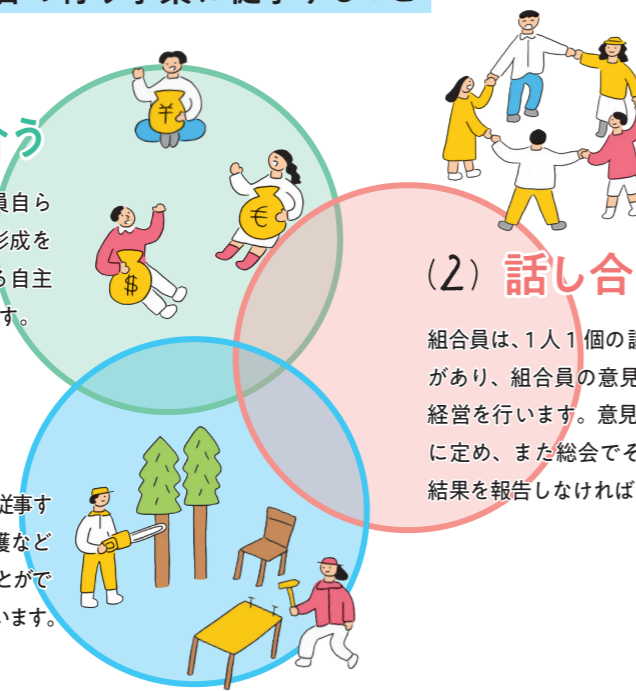 う
員自ら
形成を
る自主
す。
(2) 話し合
組合員は、1人1個の議
があり、組合員の意見
経営を行います。意見
に定め、また総会でそ
結果を報告しなければ
従事す
護など
とがで
います。
¥
€
$